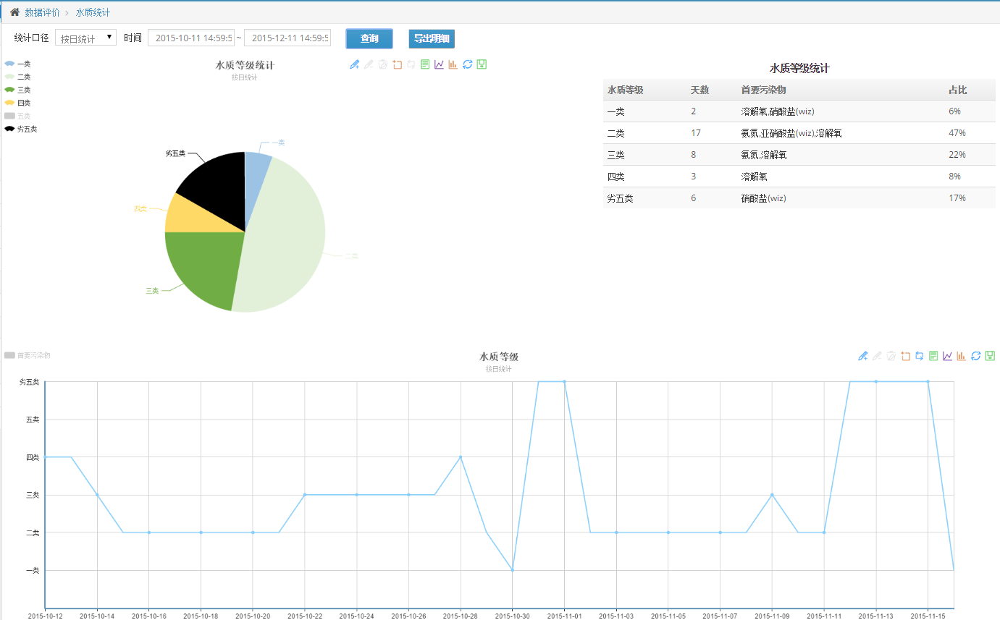 数据评价 > 水质统计
统计口径 按日统计 ▼ 时间 2015-10-11 14:59:5 ~ 2015-12-11 14:59:5 查询 导出明细
一类
二类
三类
四类
五类
劣五类
水质等级统计
按日统计
一类
劣五类
四类
二类
三类
水质等级统计
水质等级 天数 首要污染物 占比
一类 2 溶解氧,硝酸盐(wiz) 6%
二类 17 氨氮,亚硝酸盐(wiz),溶解氧 47%
三类 8 氨氮,溶解氧 22%
四类 3 溶解氧 8%
劣五类 6 硝酸盐(wiz) 17%
首要污染物
水质等级
按日统计
劣五类
五类
四类
三类
二类
一类
2015-10-12 2015-10-14 2015-10-16 2015-10-18 2015-10-20 2015-10-22 2015-10-24 2015-10-26 2015-10-28 2015-10-30 2015-11-01 2015-11-03 2015-11-05 2015-11-07 2015-11-09 2015-11-11 2015-11-13 2015-11-15